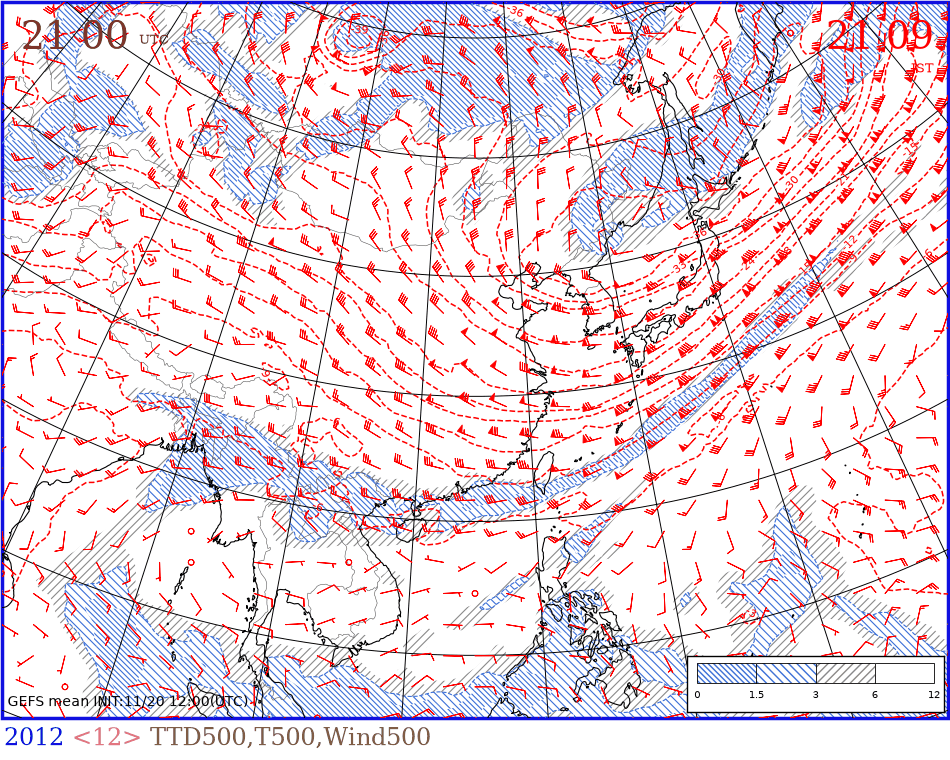 21 00 UTC 21 09 JST
GEFS mean INIT:11/20 12:00(UTC)
0 1.5 3 6 12
2012 <12> TTD500,T500,Wind500